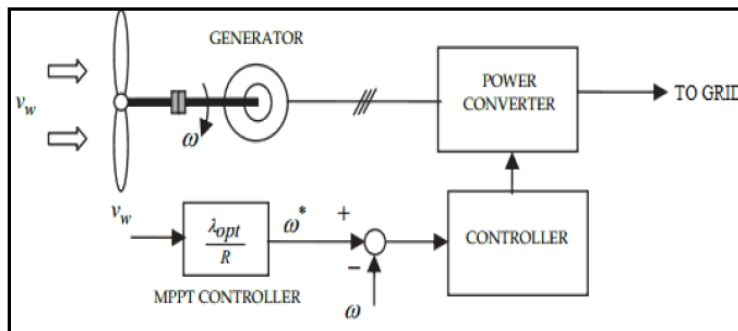 GENERATOR
v_w
ω
POWER
CONVERTER
TO GRID
v_w
λ_opt
R
ω*
+
−
CONTROLLER
MPPT CONTROLLER
ω